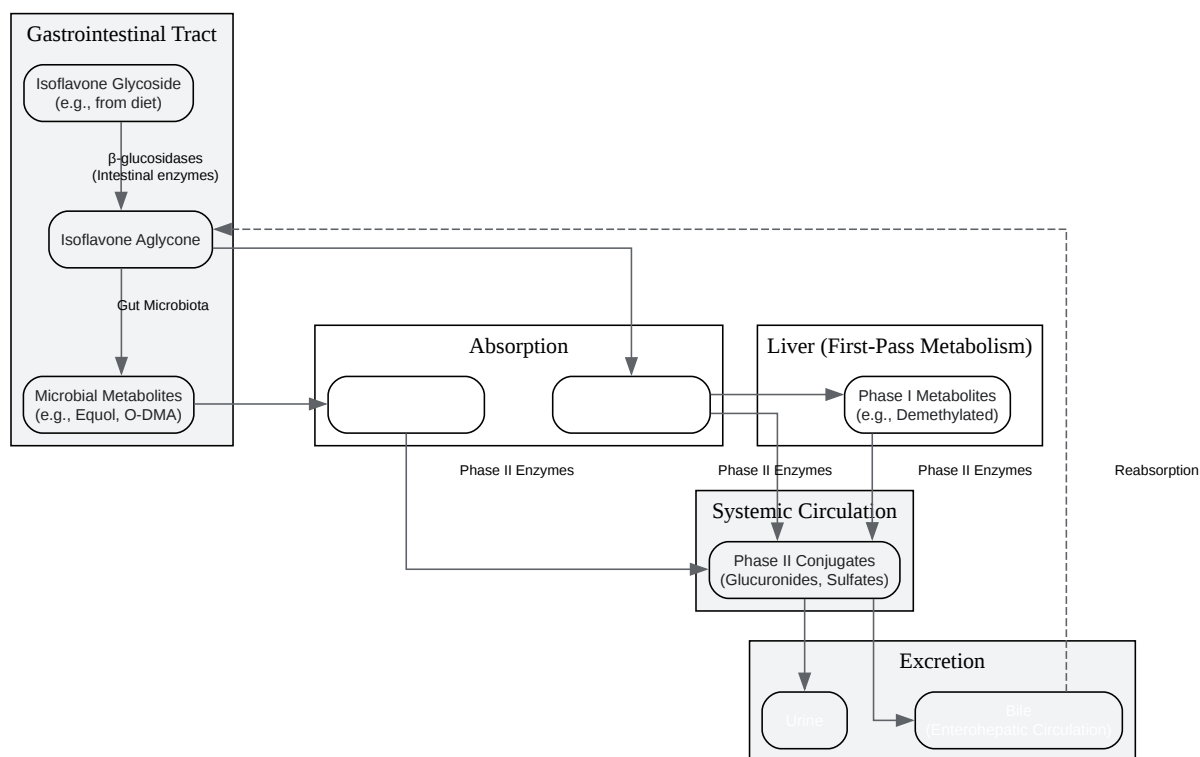 Gastrointestinal Tract
Isoflavone Glycoside
(e.g., from diet)
β-glucosidases
(Intestinal enzymes)
Isoflavone Aglycone
Gut Microbiota
Microbial Metabolites
(e.g., Equol, O-DMA)
Absorption
Liver (First-Pass Metabolism)
Phase I Metabolites
(e.g., Demethylated)
Phase II Enzymes
Phase II Enzymes
Phase II Enzymes
Reabsorption
Systemic Circulation
Phase II Conjugates
(Glucuronides, Sulfates)
Excretion
Urine
Bile
(Enterohepatic Circulation)